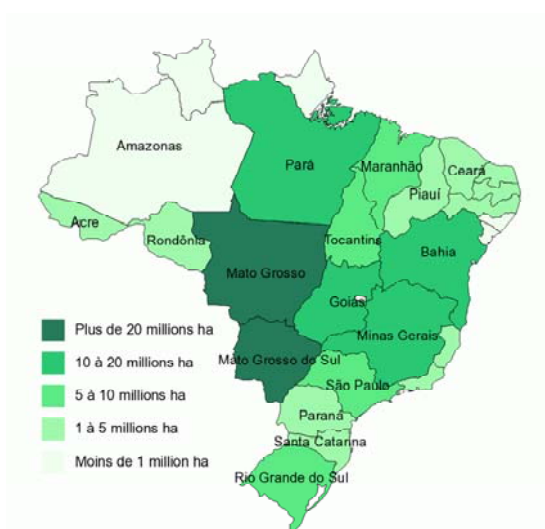 Amazonas
Pará
Maranhão
Ceará
Piauí
Acre
Rondônia
Tocantins
Bahia
Mato Grosso
Goiás
Minas Gerais
Mato Grosso do Sul
São Paulo
Paraná
Santa Catarina
Rio Grande do Sul
Plus de 20 millions ha
10 à 20 millions ha
5 à 10 millions ha
1 à 5 millions ha
Moins de 1 million ha